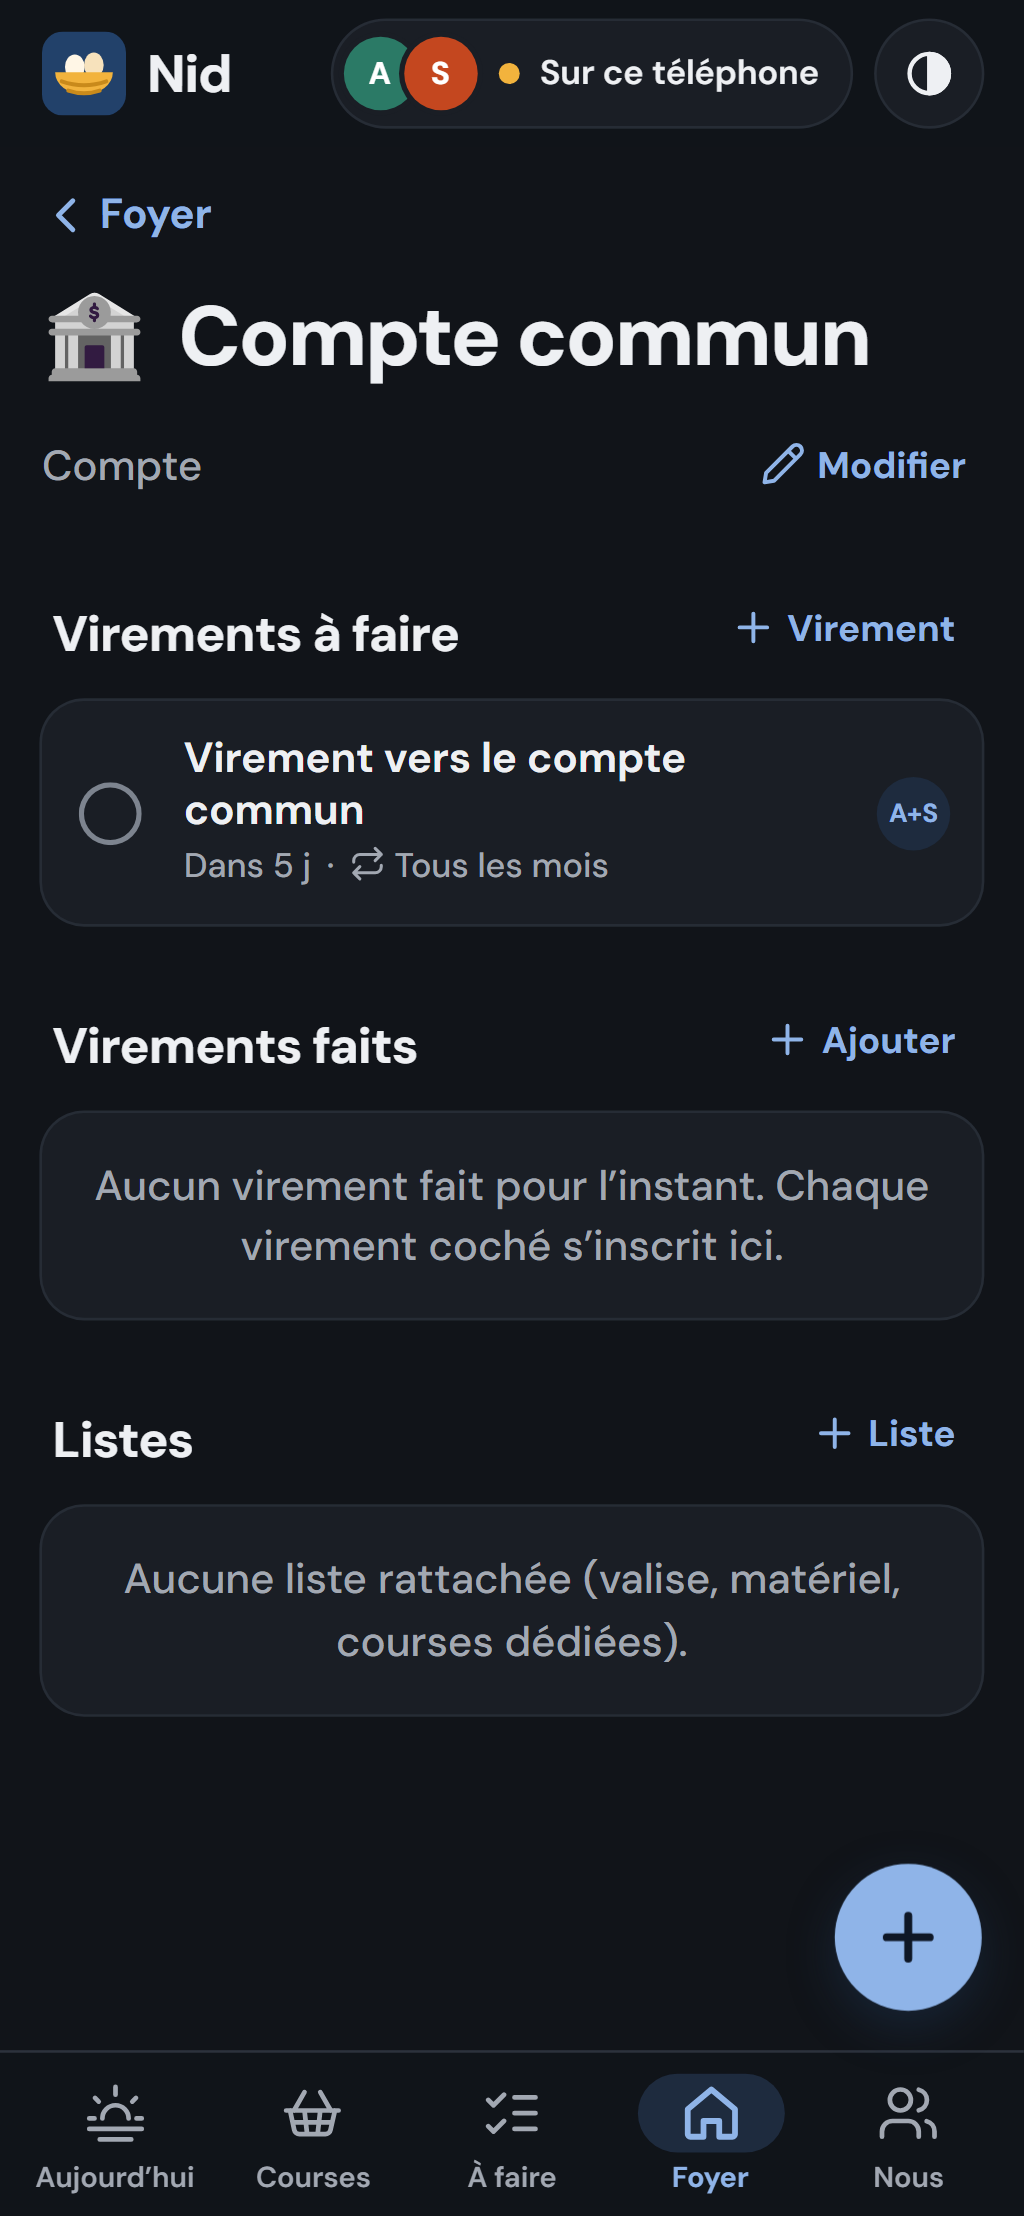 Nid
A
S
Sur ce téléphone
Foyer
$
Compte commun
Compte
Modifier
Virements à faire
Virement
Virement vers le compte
commun
Dans 5 j · Tous les mois
A+S
Virements faits
Ajouter
Aucun virement fait pour l’instant. Chaque
virement coché s’inscrit ici.
Listes
Liste
Aucune liste rattachée (valise, matériel,
courses dédiées).
Aujourd’hui
Courses
À faire
Foyer
Nous